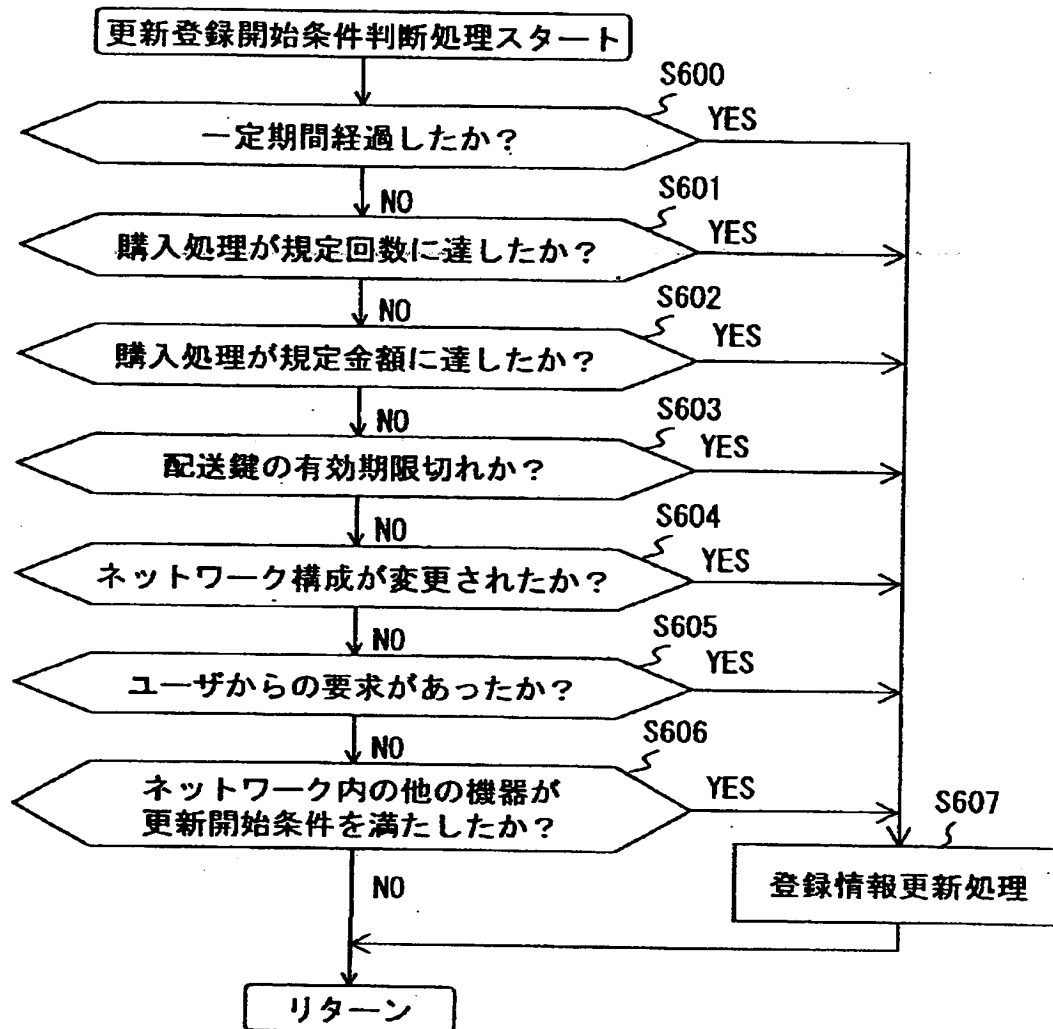 更新登録開始条件判断処理スタート
S600
一定期間経過したか？
YES
NO
S601
購入処理が規定回数に達したか？
YES
NO
S602
購入処理が規定金額に達したか？
YES
NO
S603
配送鍵の有効期限切れか？
YES
NO
S604
ネットワーク構成が変更されたか？
YES
NO
S605
ユーザからの要求があったか？
YES
NO
S606
ネットワーク内の他の機器が
更新開始条件を満たしたか？
YES
S607
登録情報更新処理
NO
リターン